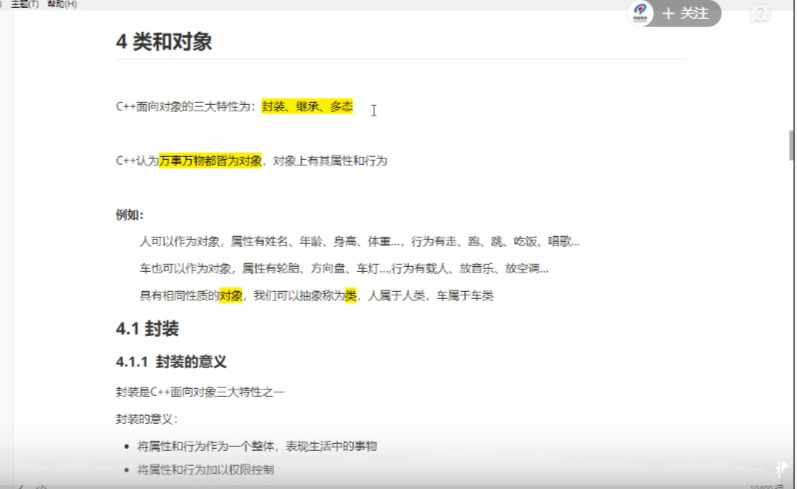 主题(T) 帮助(H)
+ 关注
?
4 类和对象
C++面向对象的三大特性为：封装、继承、多态
C++认为万事万物都皆为对象，对象上有其属性和行为
例如：
人可以作为对象，属性有姓名、年龄、身高、体重...，行为有走、跑、跳、吃饭、唱歌...
车也可以作为对象，属性有轮胎、方向盘、车灯...,行为有载人、放音乐、放空调...
具有相同性质的对象，我们可以抽象称为类，人属于人类，车属于车类
4.1 封装
4.1.1 封装的意义
封装是C++面向对象三大特性之一
封装的意义：
• 将属性和行为作为一个整体，表现生活中的事物
• 将属性和行为加以权限控制